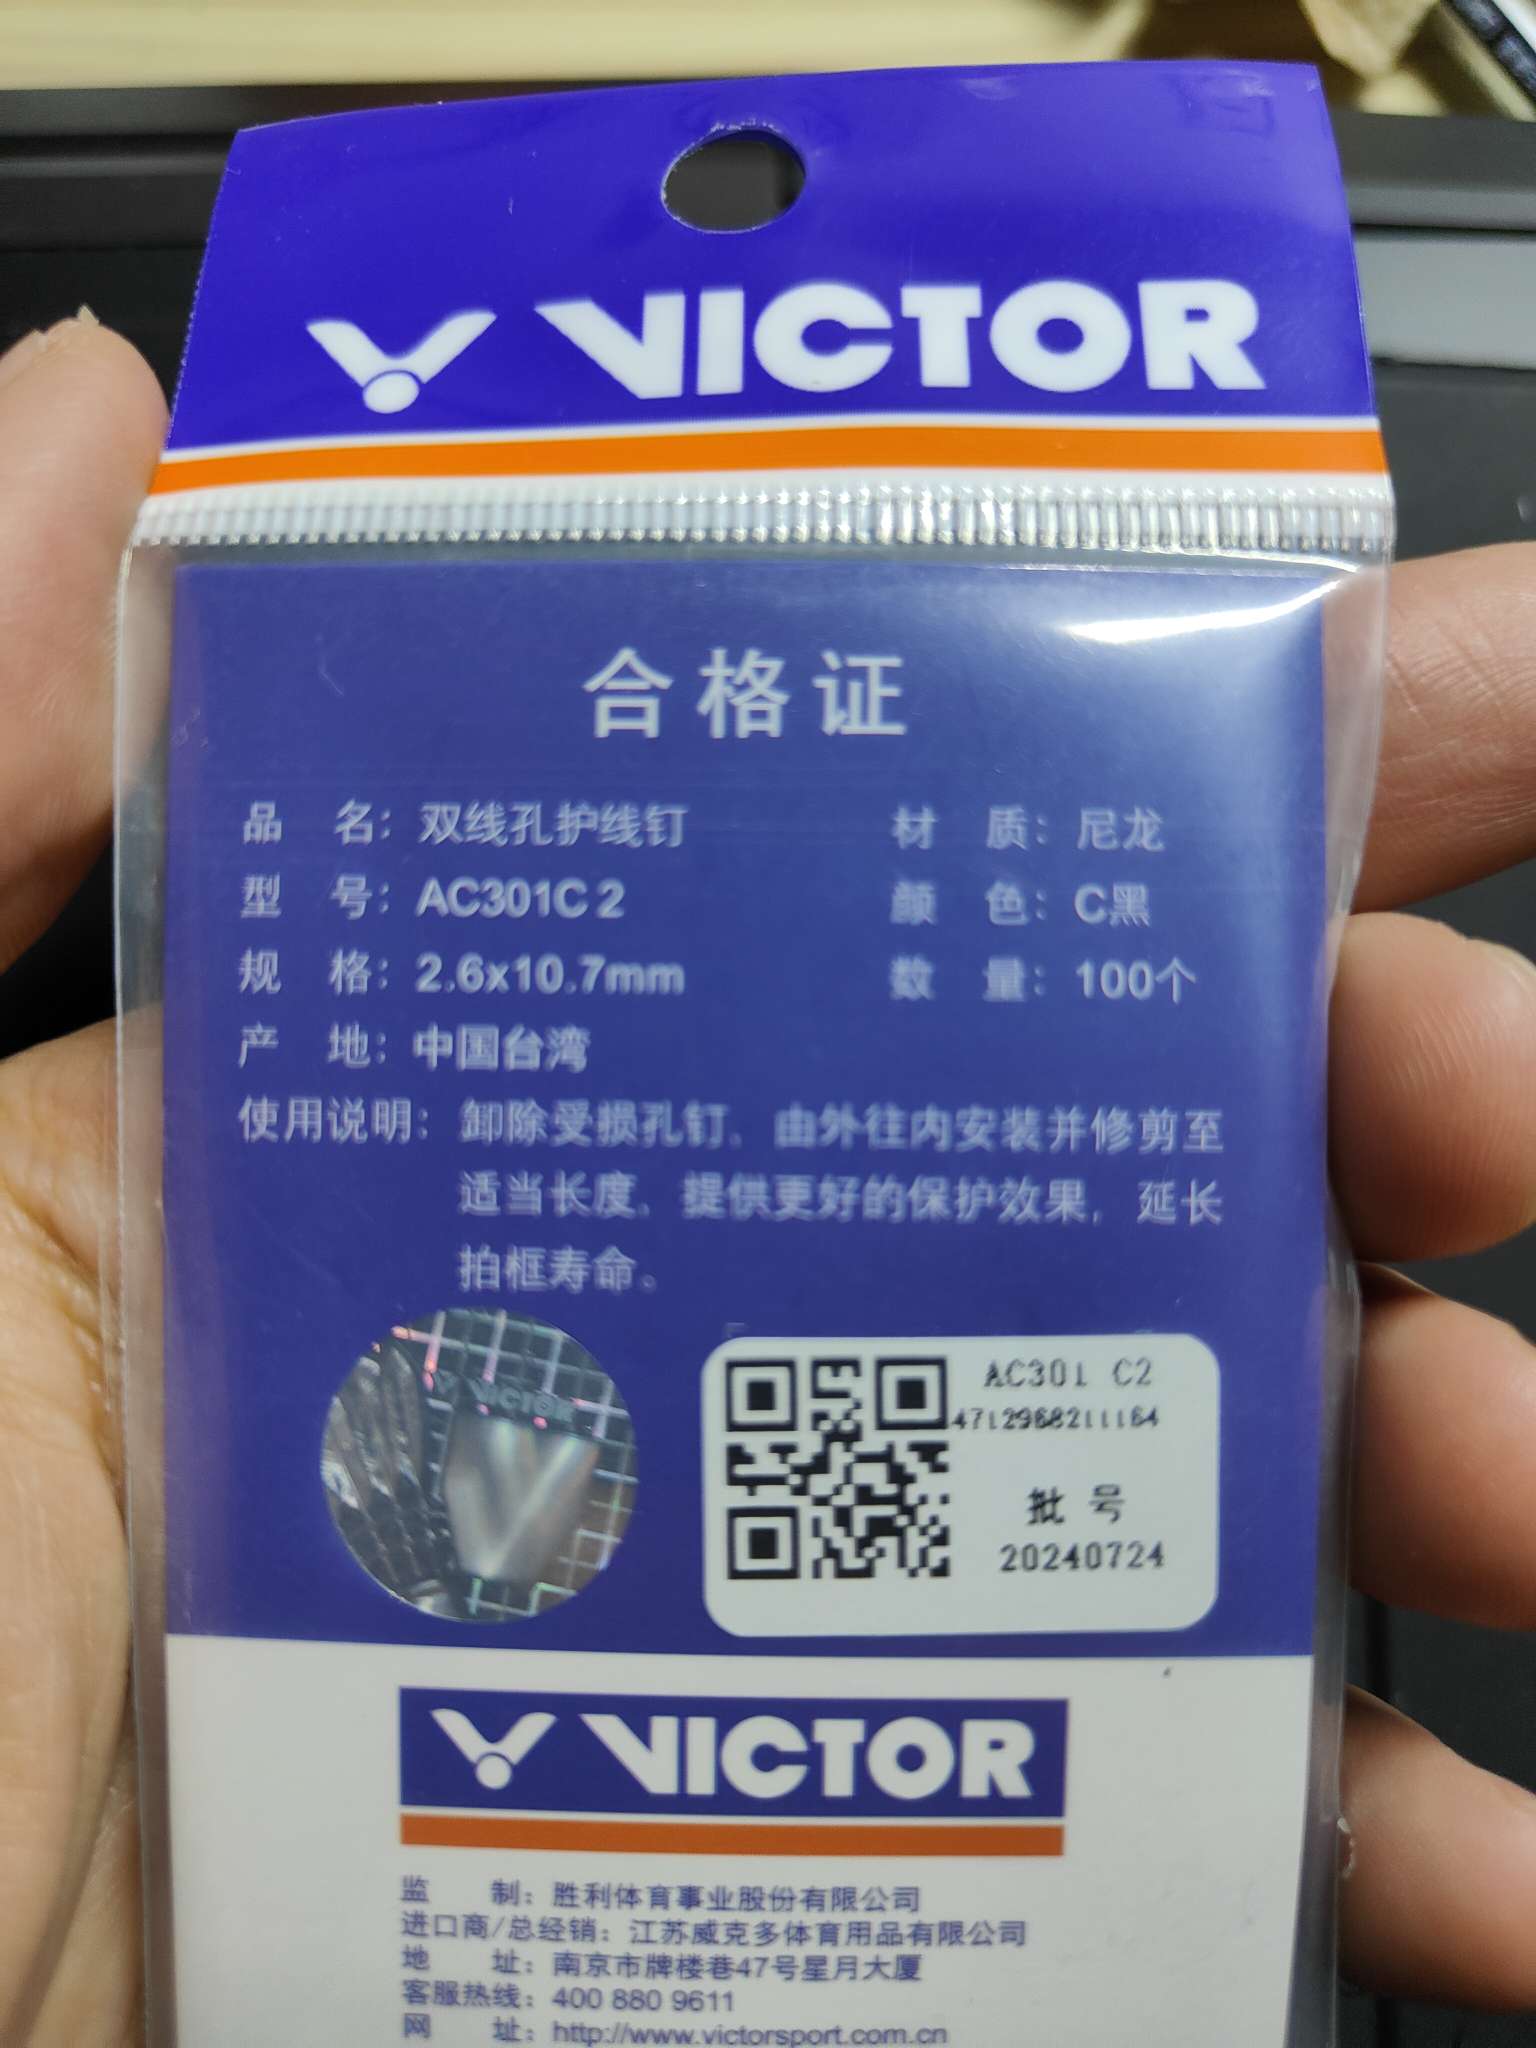 VICTOR
合格证
品 名：双线孔护线钉 材 质：尼龙
型 号：AC301C 2 颜 色：C黑
规 格：2.6x10.7mm 数 量：100个
产 地：中国台湾
使用说明：卸除受损孔钉，由外往内安装并修剪至
适当长度，提供更好的保护效果，延长
拍框寿命。
VICTOR
AC301 C2
4712968211164
批号
20240724
VICTOR
监 制：胜利体育事业股份有限公司
进口商/总经销：江苏威克多体育用品有限公司
地 址：南京市牌楼巷47号星月大厦
客服热线：400 880 9611
网 址：http://www.victorsport.com.cn